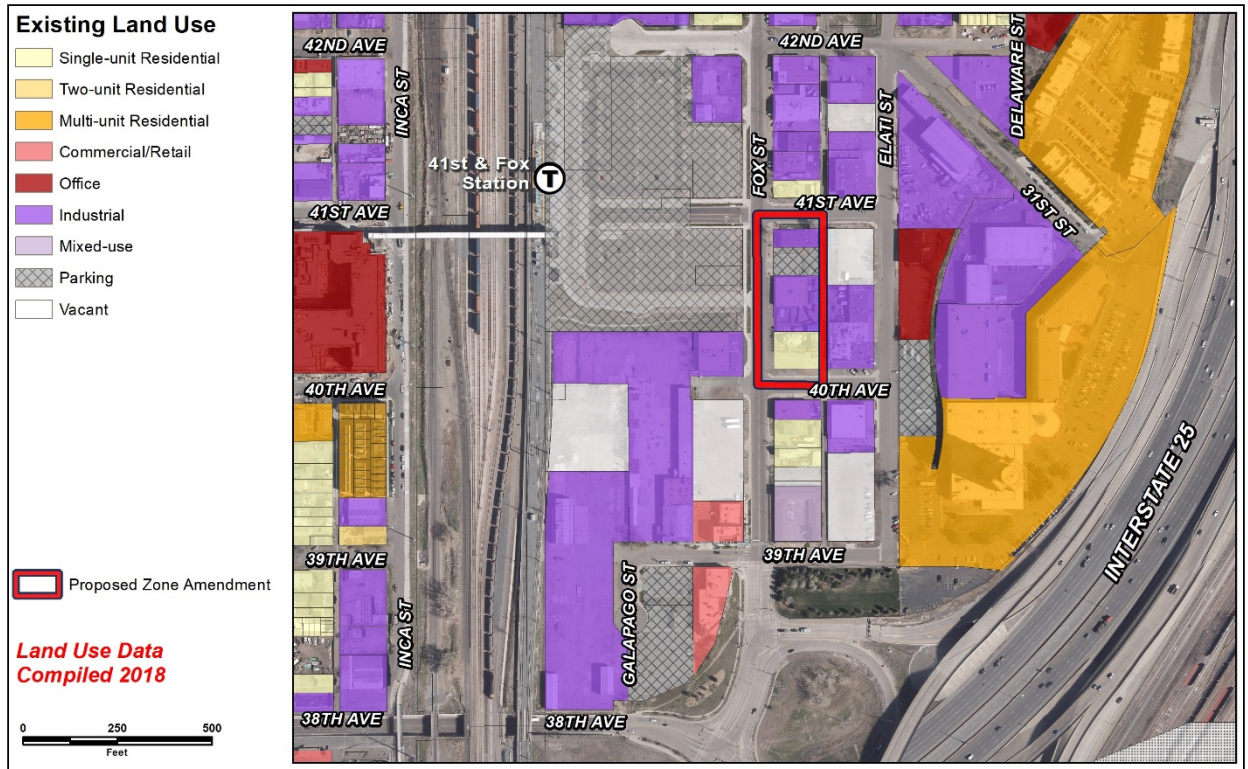 Existing Land Use
Single-unit Residential
Two-unit Residential
Multi-unit Residential
Commercial/Retail
Office
Industrial
Mixed-use
Parking
Vacant
Proposed Zone Amendment
Land Use Data
Compiled 2018
0 250 500
Feet
42ND AVE
INCA ST
42ND AVE
DELAWARE ST
41st & Fox
Station
T
FOX ST
ELATI ST
31ST ST
41ST AVE
41ST AVE
40TH AVE
40TH AVE
INTERSTATE 25
39TH AVE
39TH AVE
INCA ST
GALAPAGO ST
38TH AVE
38TH AVE